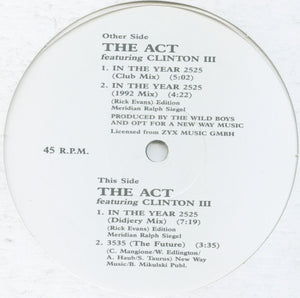 Other Side
THE ACT
featuring CLINTON III
1. IN THE YEAR 2525
(Club Mix) (5:02)
2. IN THE YEAR 2525
(1992 Mix) (4:22)
(Rick Evans) Edition
Meridian Ralph Siegel
PRODUCED BY THE WILD BOYS
AND OPT FOR A NEW WAY MUSIC
Licensed from ZYX MUSIC GMBH
45 R.P.M.
This Side
THE ACT
featuring CLINTON III
1. IN THE YEAR 2525
(Didjery Mix) (7:19)
(Rick Evans) Edition
Meridian Ralph Siegel
2. 3535 (The Future) (3:35)
(C. Mangione/W. Edlington/
A. Haub/S. Taurus) New Way
Music/B. Mikulski Publ.